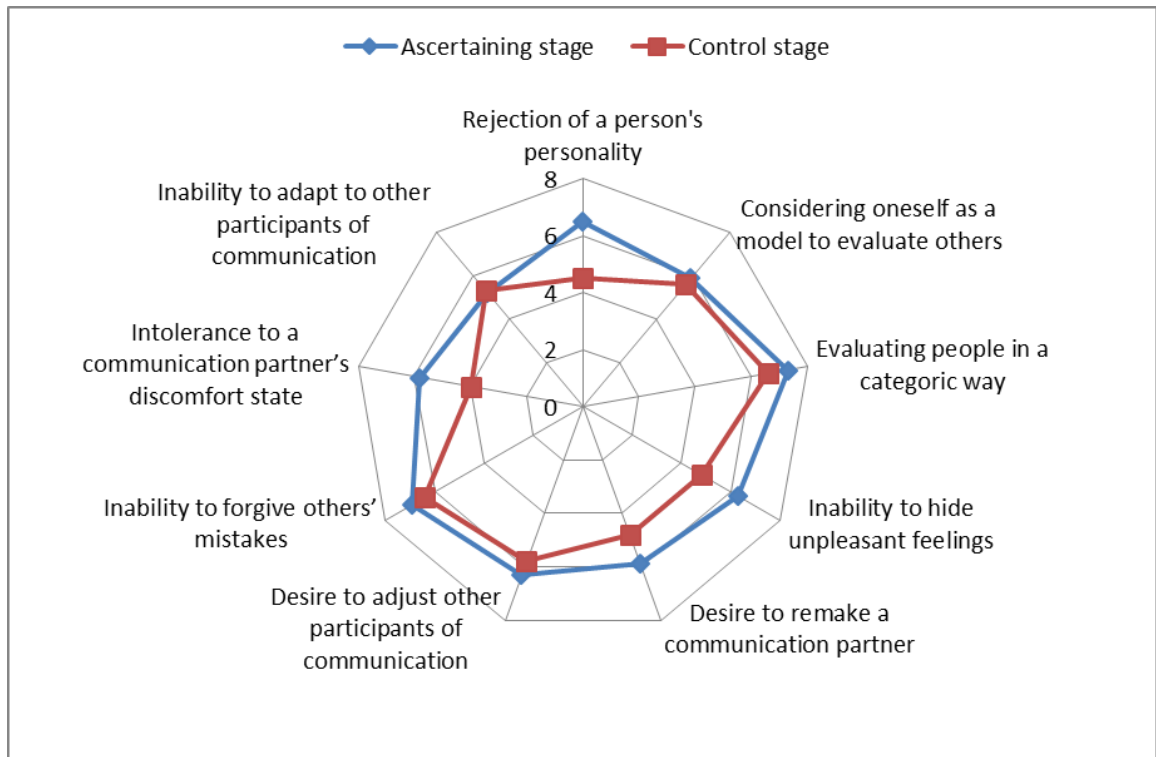 Ascertaining stage
Control stage
Rejection of a person's
personality
Considering oneself as a
model to evaluate others
Evaluating people in a
categoric way
Inability to hide
unpleasant feelings
Desire to remake a
communication partner
Desire to adjust other
participants of
communication
Inability to forgive others’
mistakes
Intolerance to a
communication partner’s
discomfort state
Inability to adapt to other
participants of
communication
8
6
4
2
0